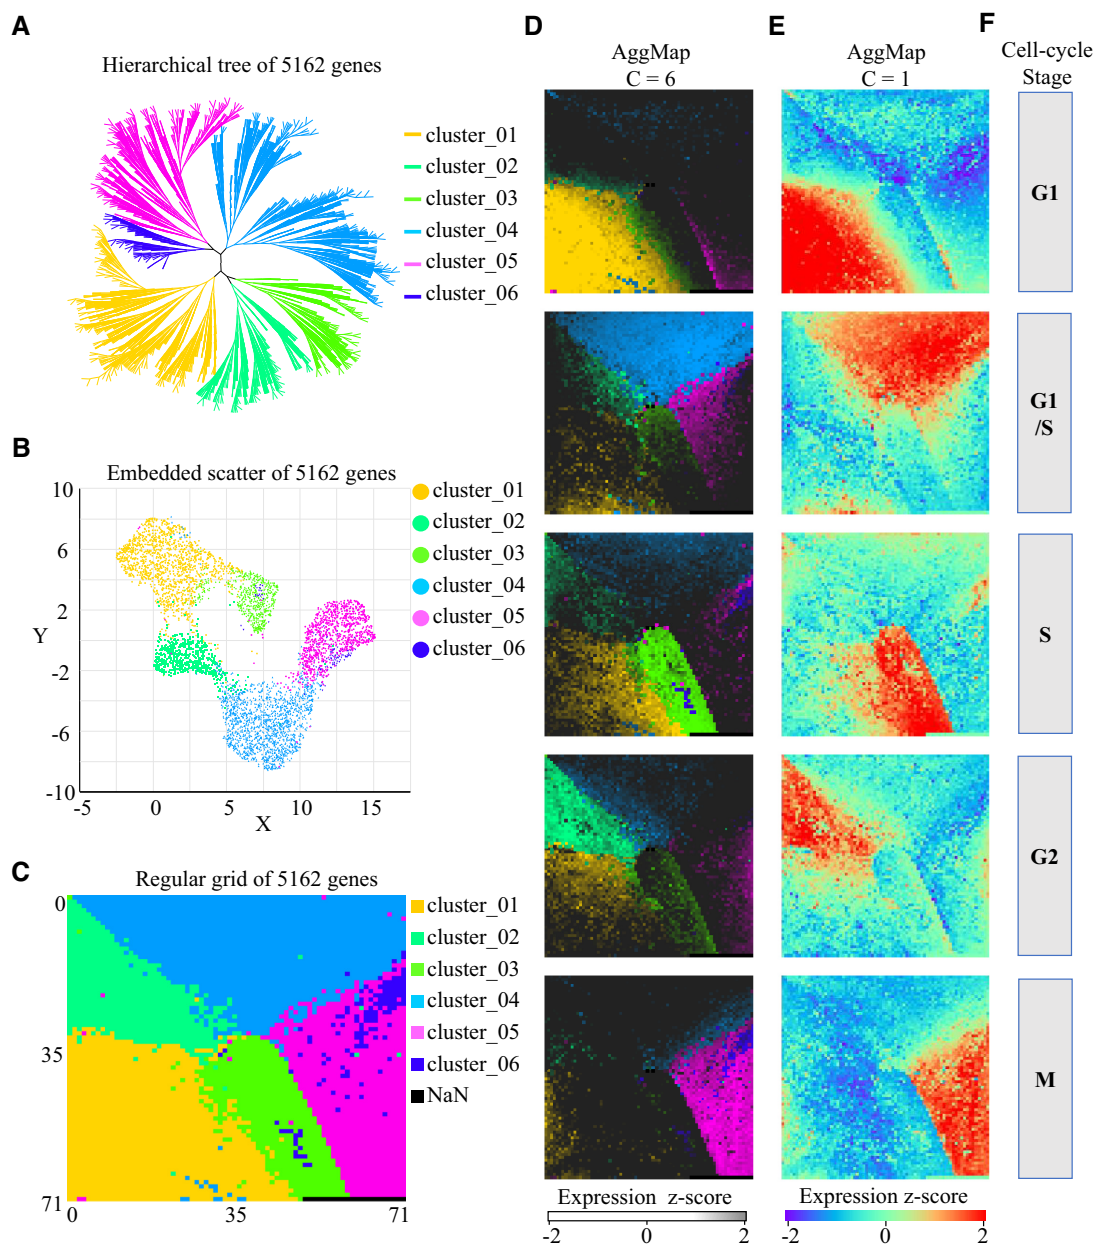 A
Hierarchical tree of 5162 genes
cluster_01
cluster_02
cluster_03
cluster_04
cluster_05
cluster_06
B
Embedded scatter of 5162 genes
10
6
2
-2
-6
-10
Y
-5
0
5
10
15
X
cluster_01
cluster_02
cluster_03
cluster_04
cluster_05
cluster_06
C
Regular grid of 5162 genes
0
35
71
0
35
71
cluster_01
cluster_02
cluster_03
cluster_04
cluster_05
cluster_06
NaN
D
AggMap
C = 6
Expression z-score
-2
0
2
E
AggMap
C = 1
Expression z-score
-2
0
2
F
Cell-cycle
Stage
G1
G1
/S
S
G2
M